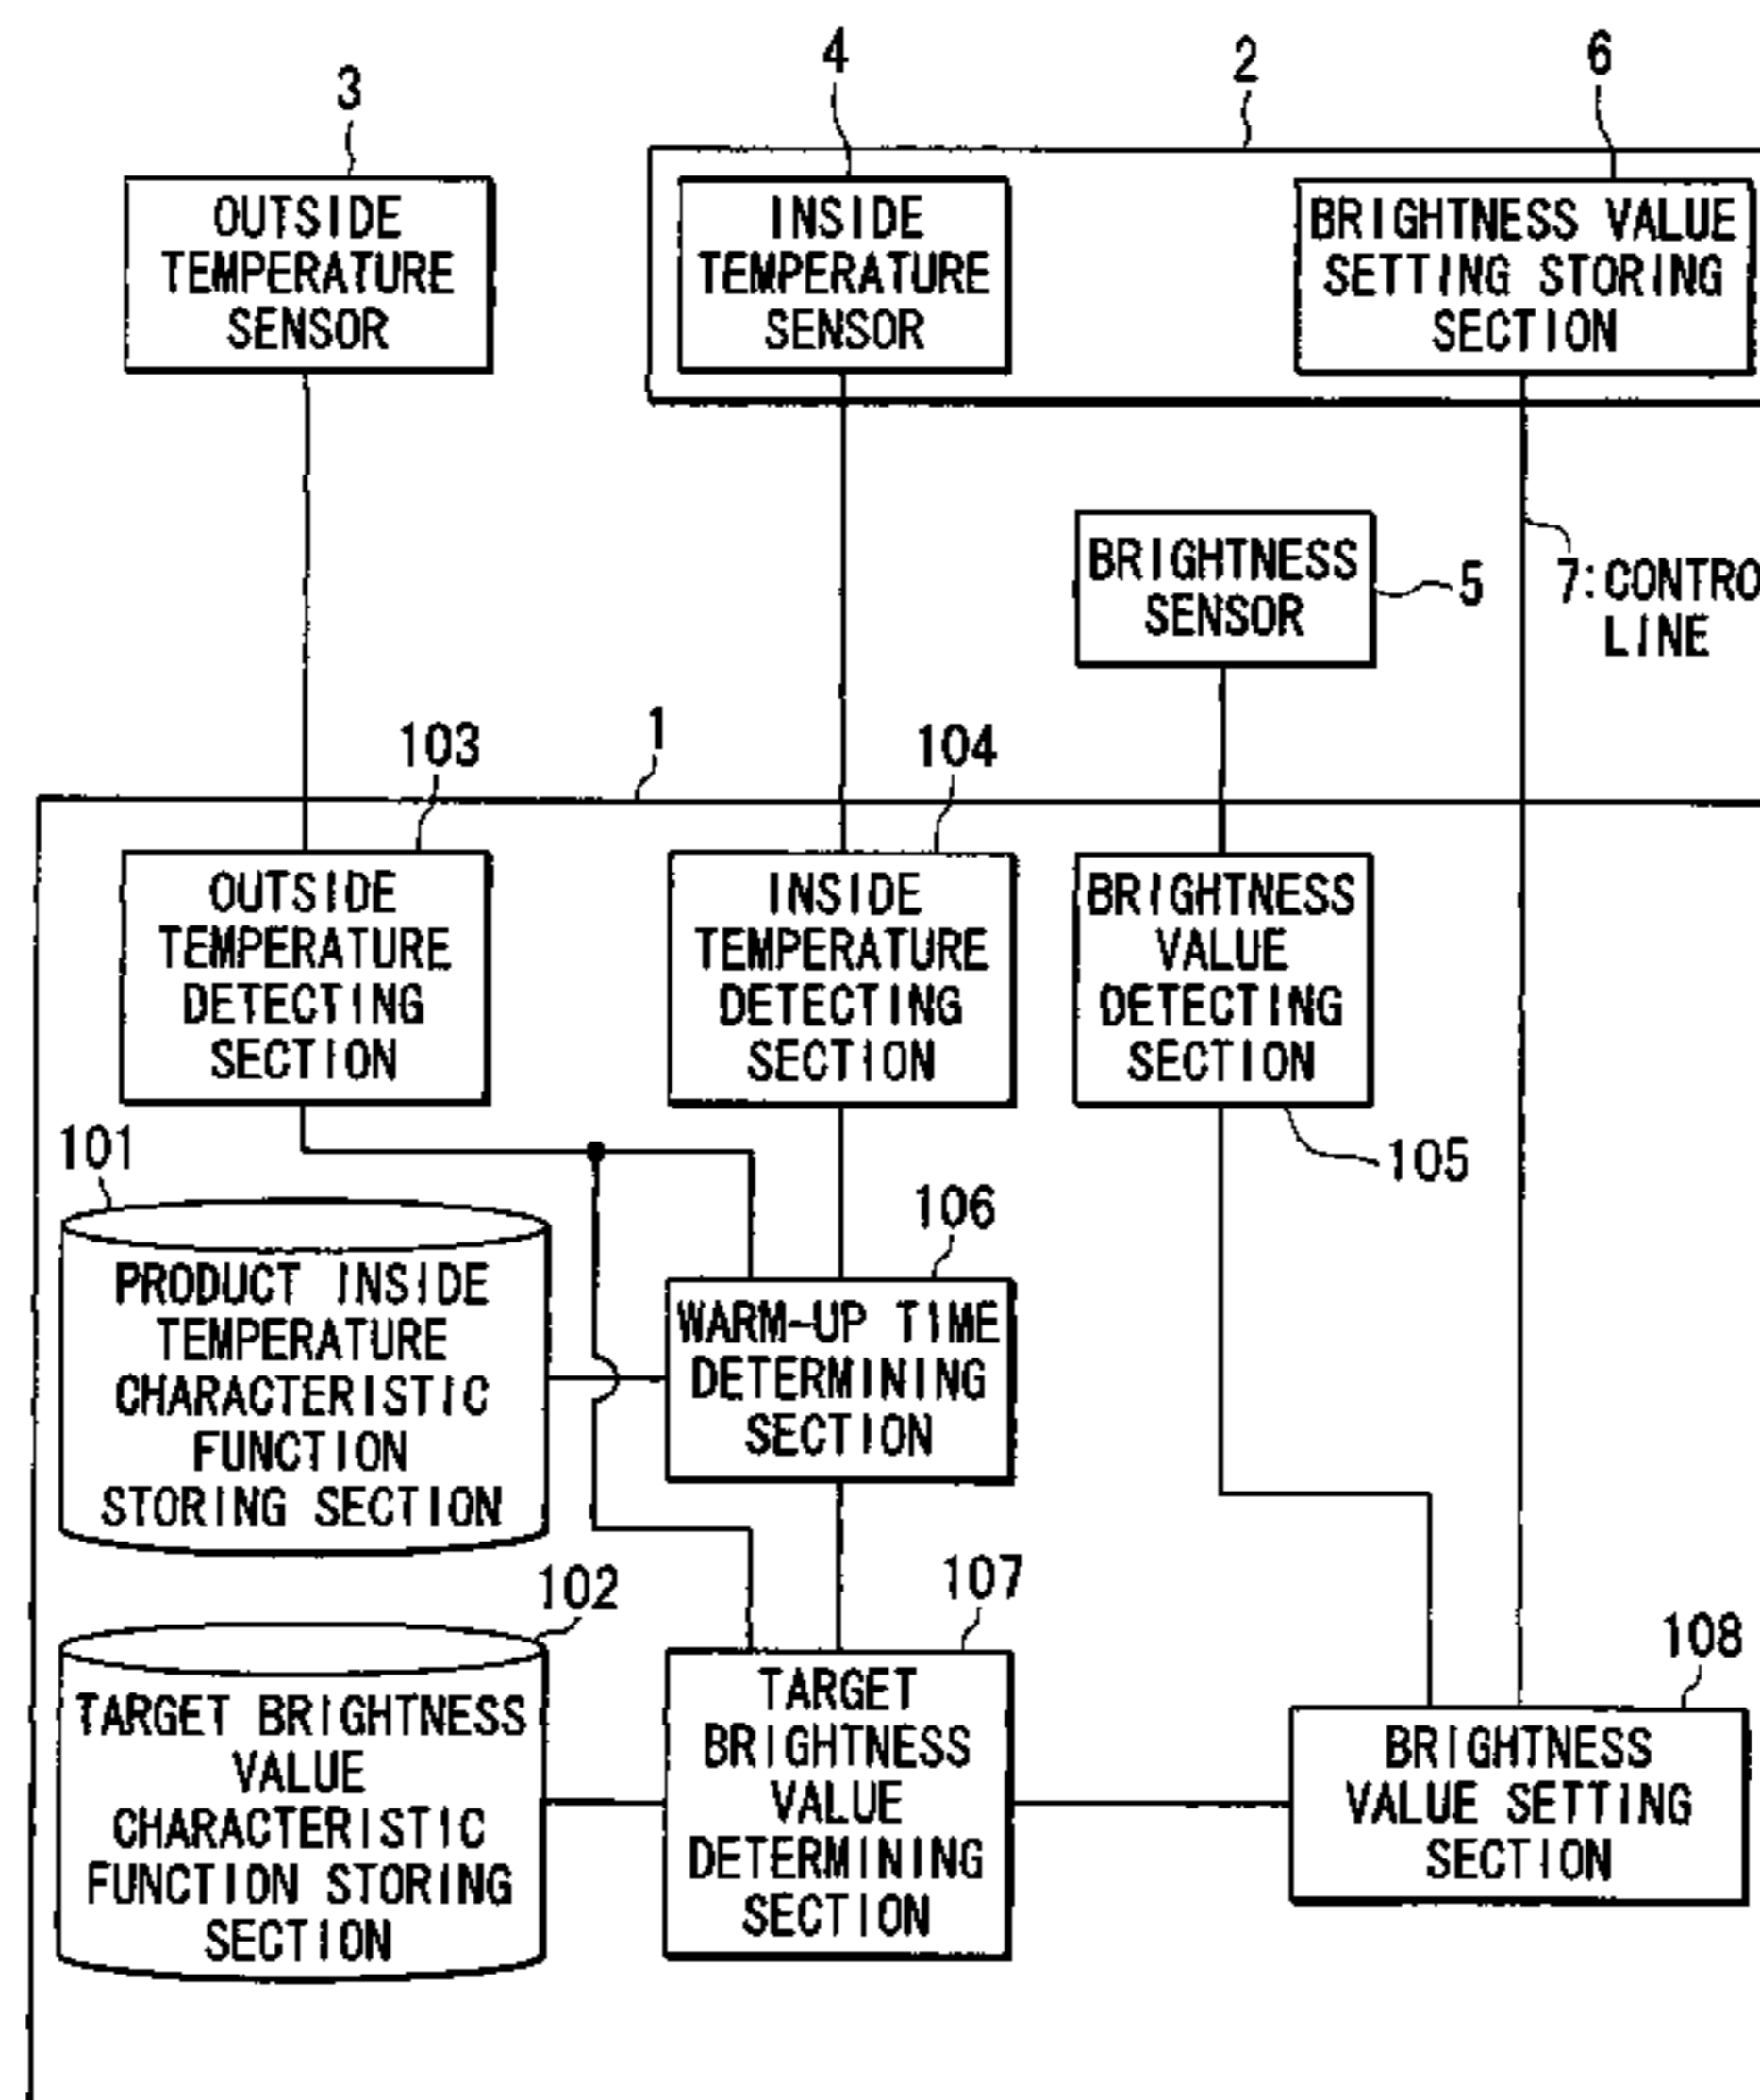 3
4
2
6
OUTSIDE
TEMPERATURE
SENSOR
INSIDE
TEMPERATURE
SENSOR
BRIGHTNESS VALUE
SETTING STORING
SECTION
BRIGHTNESS
SENSOR
5
7:CONTRO
LINE
1
103
104
OUTSIDE
TEMPERATURE
DETECTING
SECTION
INSIDE
TEMPERATURE
DETECTING
SECTION
BRIGHTNESS
VALUE
DETECTING
SECTION
105
101
106
PRODUCT INSIDE
TEMPERATURE
CHARACTERISTIC
FUNCTION
STORING SECTION
WARM-UP TIME
DETERMINING
SECTION
102
107
108
TARGET BRIGHTNESS
VALUE
CHARACTERISTIC
FUNCTION STORING
SECTION
TARGET
BRIGHTNESS
VALUE
DETERMINING
SECTION
BRIGHTNESS
VALUE SETTING
SECTION